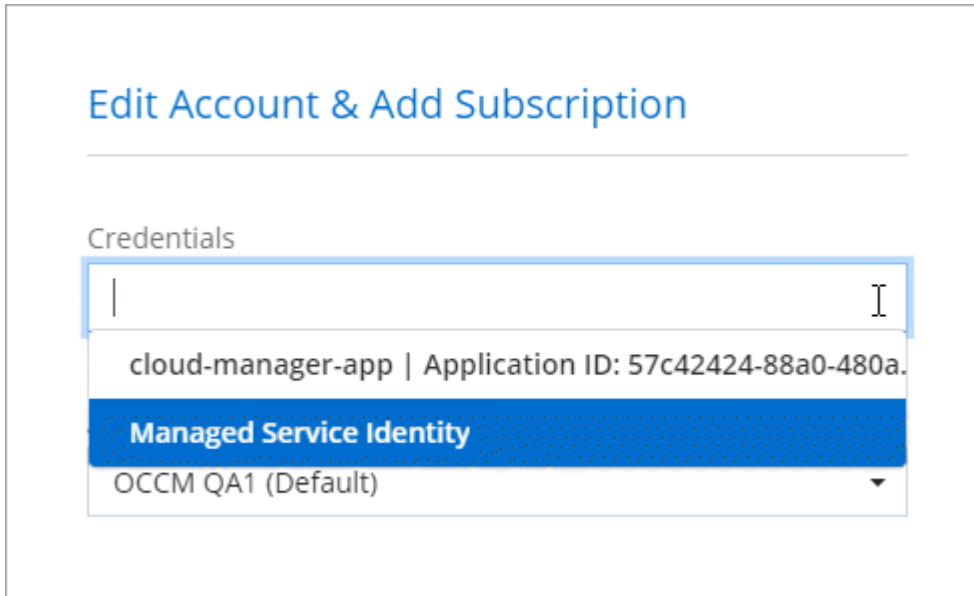 Edit Account & Add Subscription
Credentials
cloud-manager-app | Application ID: 57c42424-88a0-480a.
Managed Service Identity
OCCM QA1 (Default)